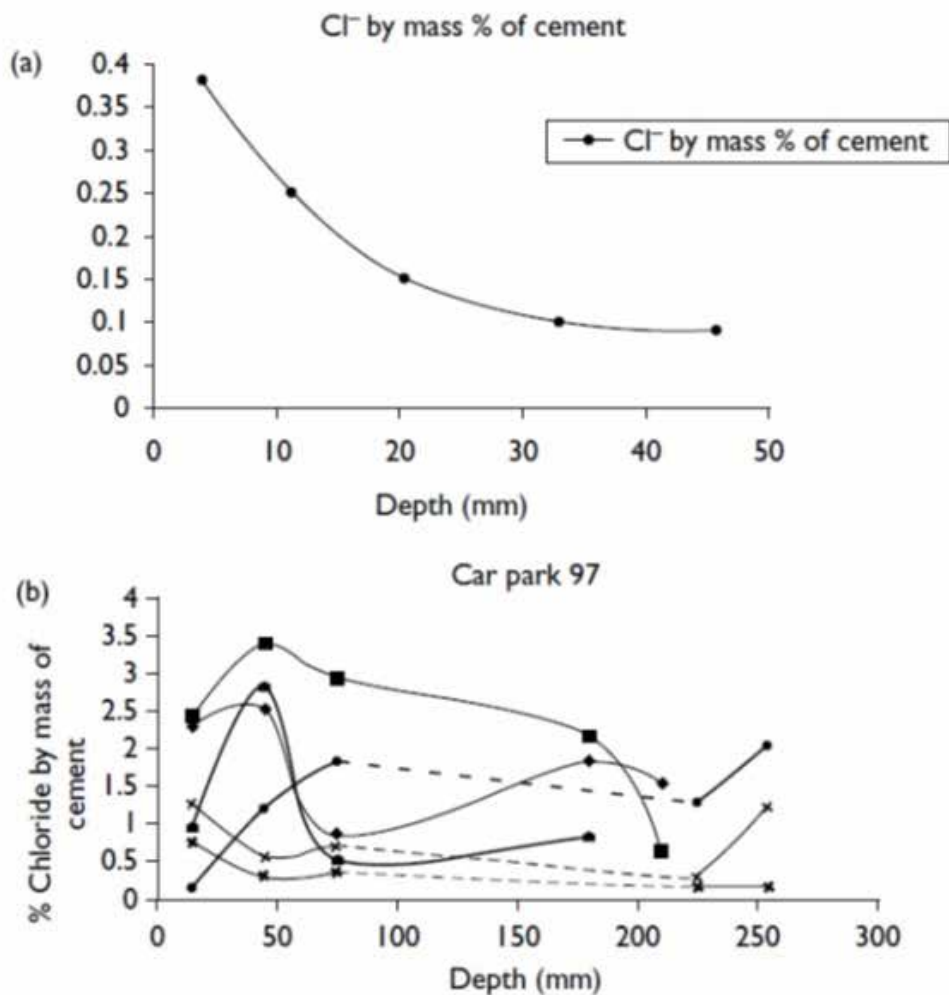 Cl⁻ by mass % of cement
(a)
0.4
0.35
0.3
0.25
0.2
0.15
0.1
0.05
0
Cl⁻ by mass % of cement
0 10 20 30 40 50
Depth (mm)
(b)
Car park 97
% Chloride by mass of
cement
4
3.5
3
2.5
2
1.5
1
0.5
0
0 50 100 150 200 250 300
Depth (mm)